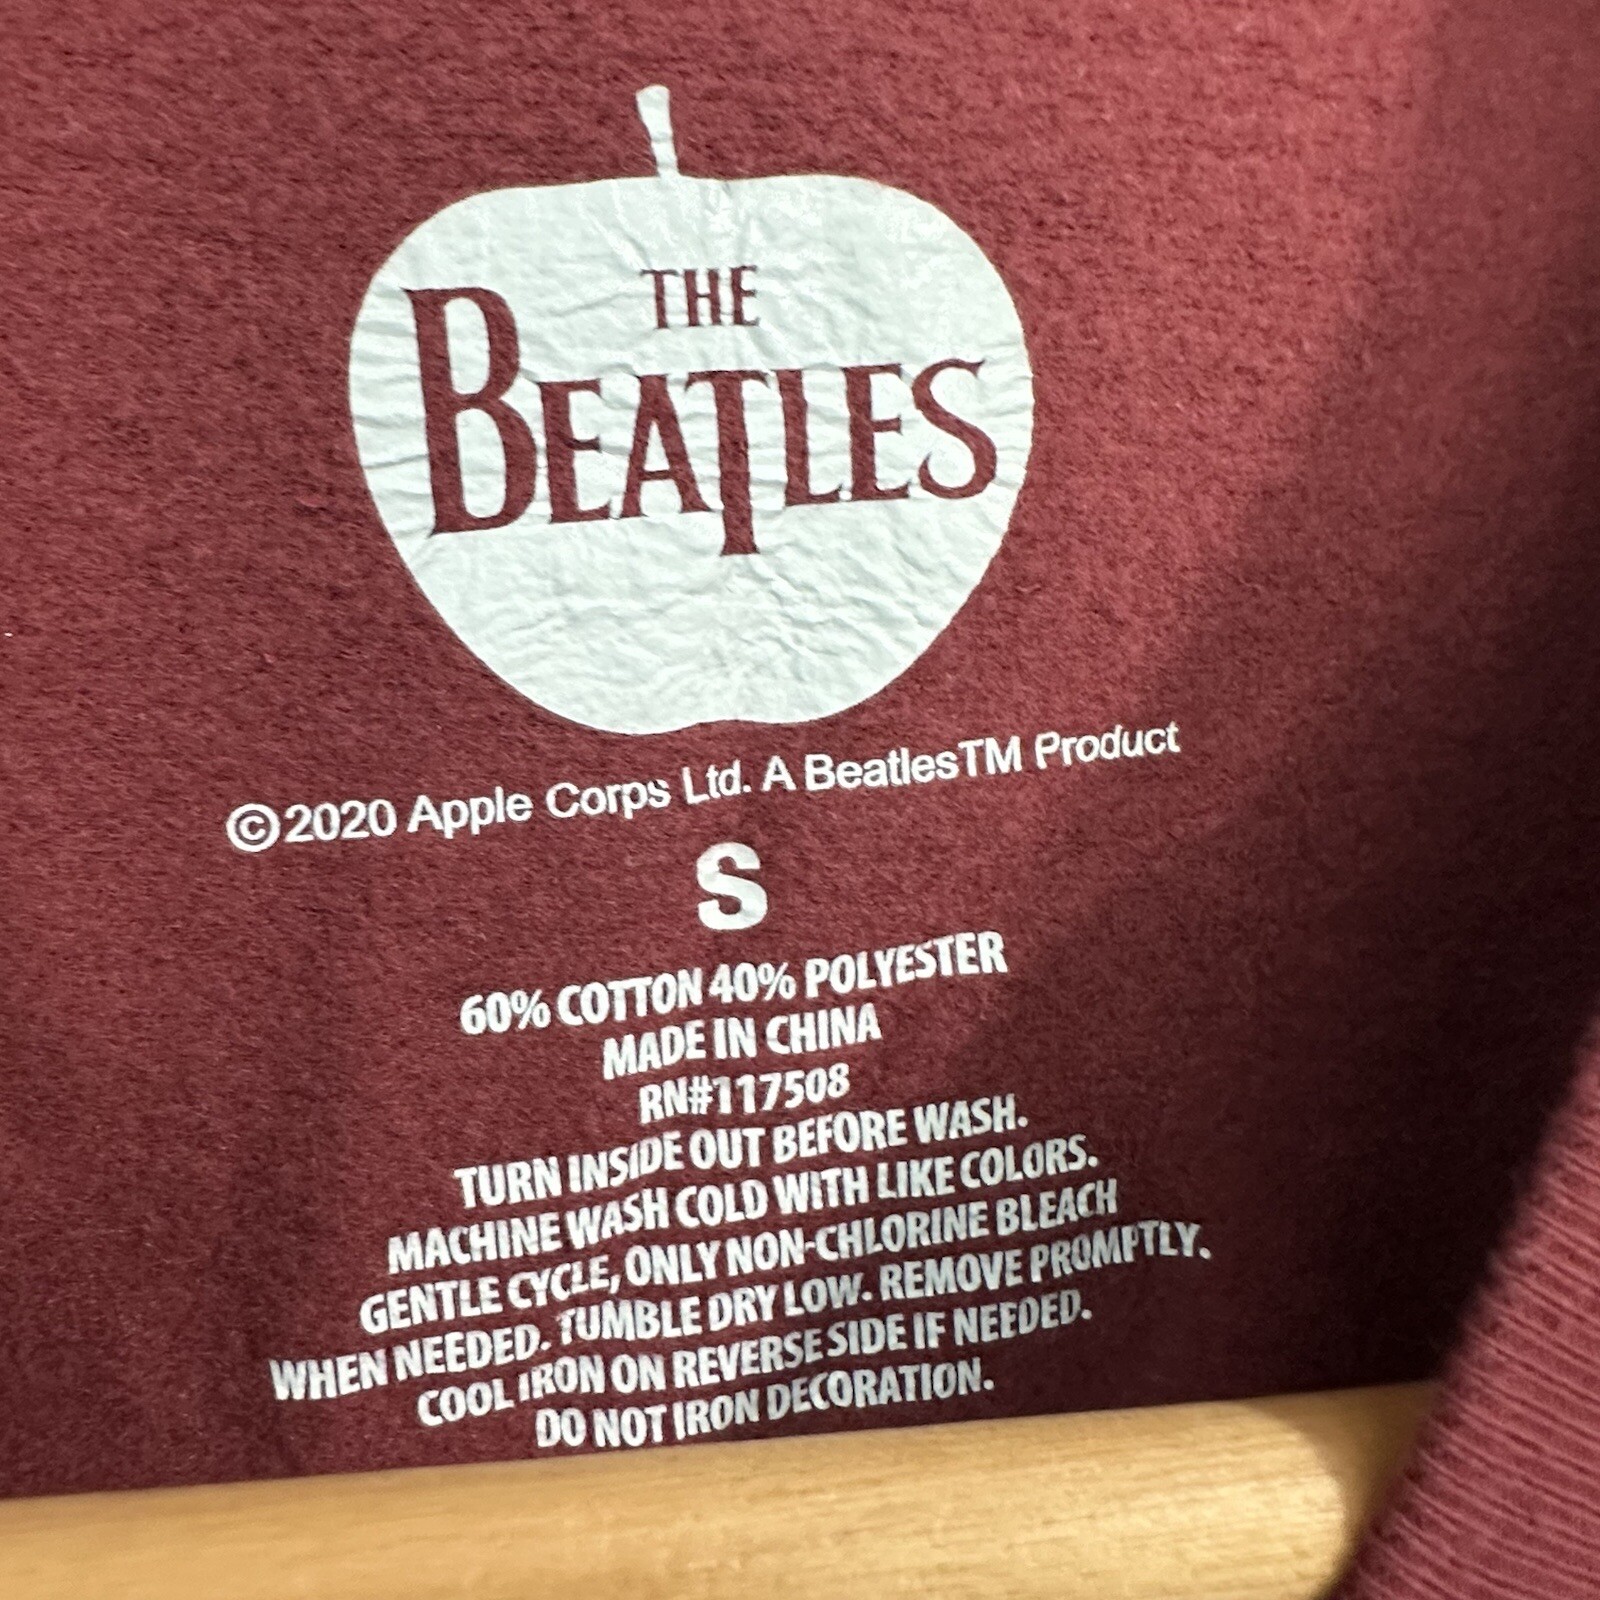 THE
BEATLES
©2020 Apple Corps Ltd. A BeatlesTM Product
S
60% COTTON 40% POLYESTER
MADE IN CHINA
RN#117508
TURN INSIDE OUT BEFORE WASH.
MACHINE WASH COLD WITH LIKE COLORS.
GENTLE CYCLE, ONLY NON-CHLORINE BLEACH
WHEN NEEDED. TUMBLE DRY LOW. REMOVE PROMPTLY.
COOL IRON ON REVERSE SIDE IF NEEDED.
DO NOT IRON DECORATION.